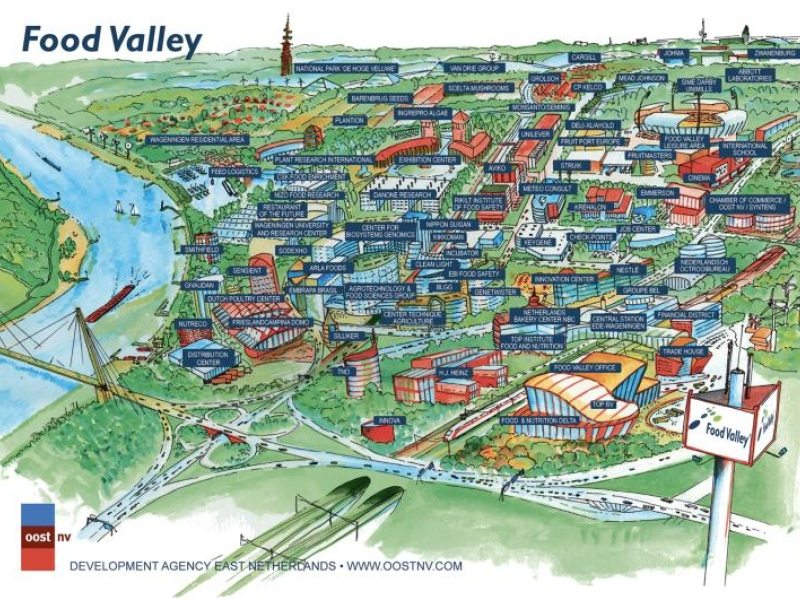 Food Valley
CARGILL
JOHMA
ZWANENBURG
NATIONAL PARK 'DE HOGE VELUWE'
VAN DRIE GROUP
GROLSCH
MEAD JOHNSON
ABBOTT
LABORATORIES
SCELTA MUSHROOMS
CP KELCO
SIME DARBY
UNIMILLS
BARENBRUG SEEDS
MONSANTO/SEMINIS
INGREPRO ALGAE
PLANTION
DELI-XL/AHOLD
UNILEVER
WAGENINGEN RESIDENTIAL AREA
FRUIT PORT EUROPE
FOOD VALLEY
LEISURE AREA
INTERNATIONAL
SCHOOL
PLANT RESEARCH INTERNATIONAL
EXHIBITION CENTER
FRUITMASTERS
FEED LOGISTICS
AVIKO
STRUIK
CSK FOOD ENRICHMENT
CINEMA
NIZO FOOD RESEARCH
DANONE RESEARCH
METEO CONSULT
EMMERSON
RIKILT INSTITUTE
OF FOOD SAFETY
CHAMBER OF COMMERCE /
OOST NV / SYNTENS
RESTAURANT
OF THE FUTURE
KREHALON
WAGENINGEN UNIVERSITY
AND RESEARCH CENTER
CENTER FOR
BIOSYSTEMS GENOMICS
NIPPON SUISAN
KIKKOMAN
JOB CENTER
KEYGENE
CHECK-POINTS
SMITHFIELD
SODEXHO
INCUBATOR
CLEAN LIGHT
NEDERLANDSCH
OCTROOIBUREAU
SENSIENT
ARLA FOODS
EBI FOOD SAFETY
NESTLÉ
GIVAUDAN
EMBRAPA BRASIL
AGROTECHNOLOGY &
FOOD SCIENCES GROUP
BLGG
GENETWISTER
INNOVATION CENTER
GROUPE BEL
DUTCH POULTRY CENTER
NUTRECO
FRIESLANDCAMPINA DOMO
CENTER TECHNIQUE
AGRICULTURE
NETHERLANDS
BAKERY CENTER NBC
CENTRAL STATION
EDE-WAGENINGEN
FINANCIAL DISTRICT
SILLIKER
TOP INSTITUTE
FOOD AND NUTRITION
DISTRIBUTION
CENTER
TRADE HOUSE
TNO
H.J. HEINZ
FOOD VALLEY OFFICE
TOP BV
INNOVA
FOOD & NUTRITION DELTA
Food Valley
oost nv
DEVELOPMENT AGENCY EAST NETHERLANDS • WWW.OOSTNV.COM